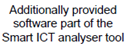 Additionally provided
software part of the
Smart ICT analyser tool